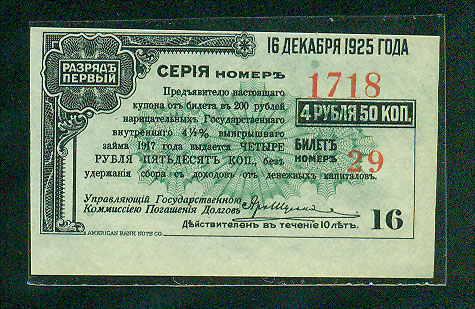 16 ДЕКАБРЯ 1925 ГОДА
РАЗРЯДЪ
ПЕРВЫЙ
СЕРІЯ НОМЕРЪ
1718
Предъявителю настоящаго
купона отъ билета въ 200 рублей
нарицательныхъ Государственнаго
внутренняго 4½% выигрышнаго
займа 1917 года выдается ЧЕТЫРЕ
РУБЛЯ ПЯТЬДЕСЯТЪ КОП., безъ
удержанія сбора съ доходовъ отъ денежныхъ капиталовъ.
4 РУБЛЯ 50 КОП.
БИЛЕТЪ
НОМЕРЪ 29
Управляющій Государственною
Коммиссіею Погашенія Долговъ
16
Дѣйствителенъ въ теченіе 10 лѣтъ.
AMERICAN BANK NOTE CO.